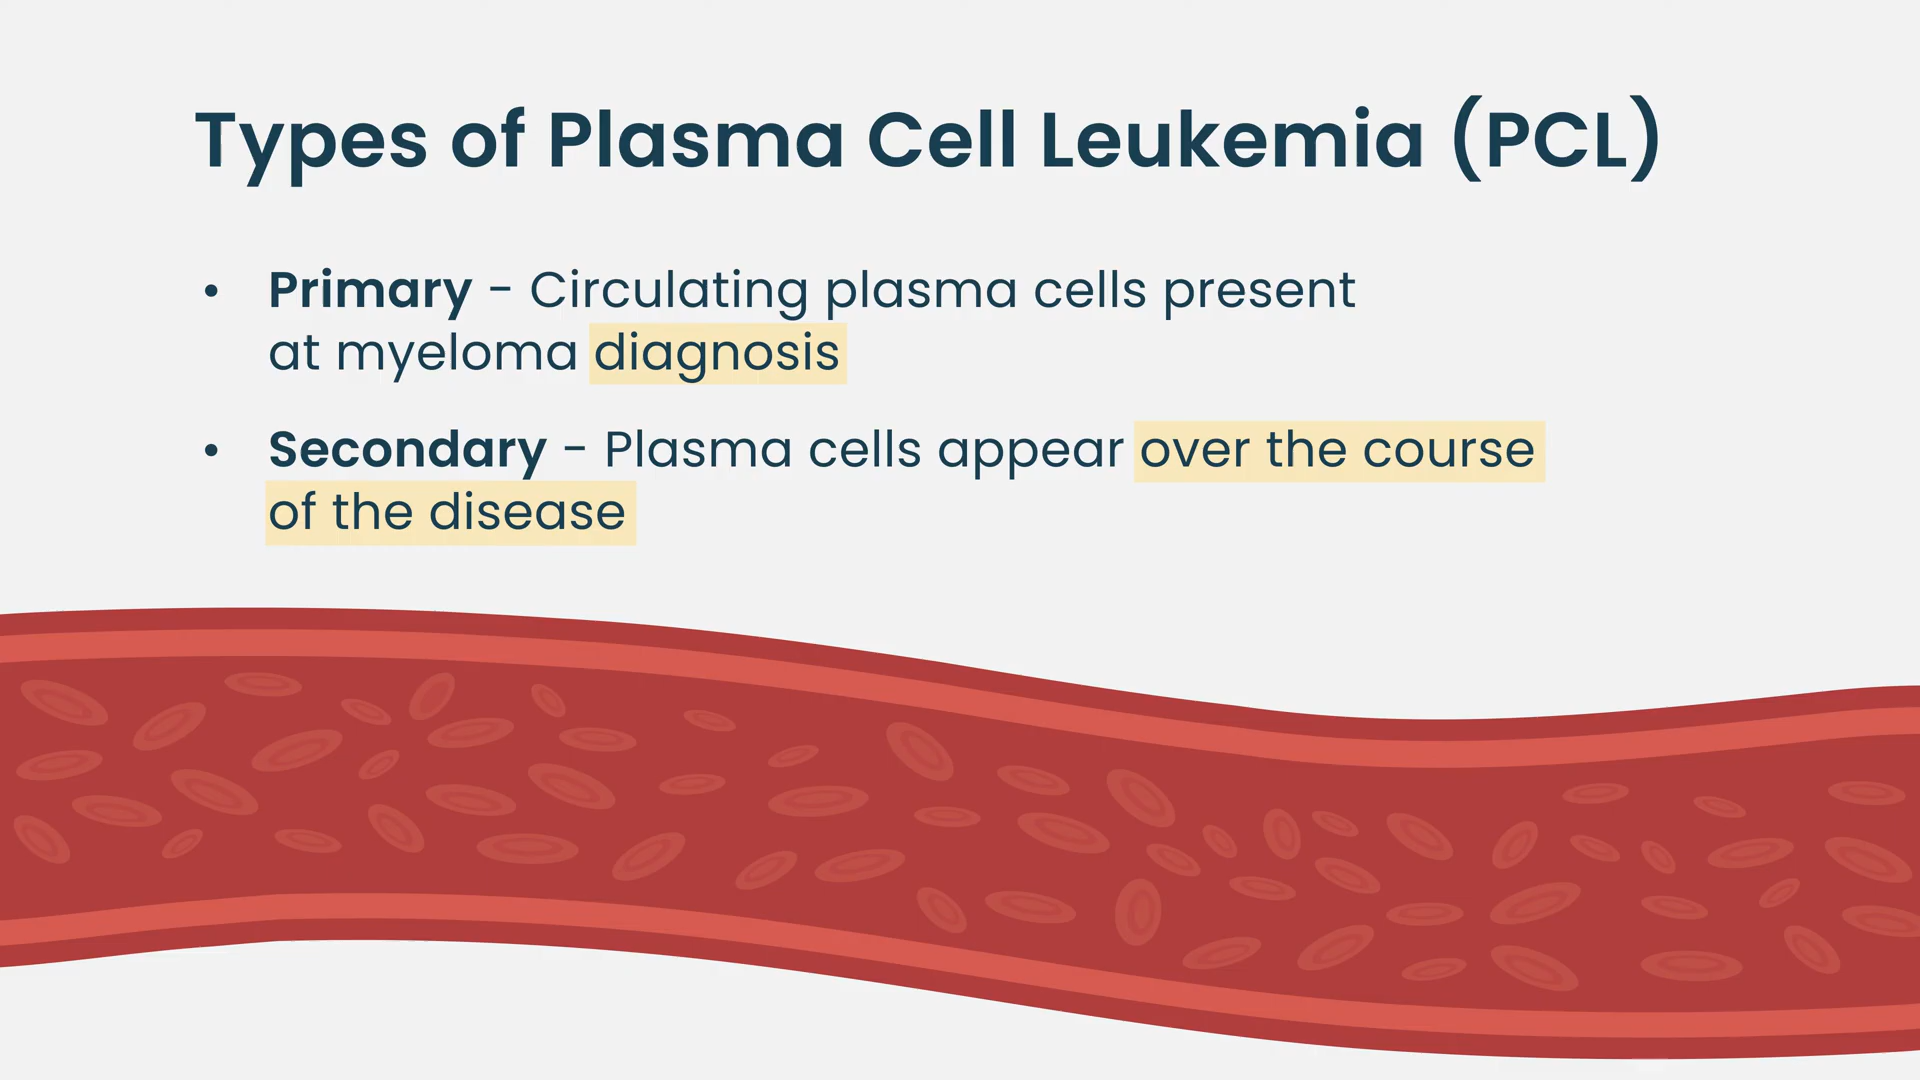 Types of Plasma Cell Leukemia (PCL)
• Primary - Circulating plasma cells present
at myeloma diagnosis
• Secondary - Plasma cells appear over the course
of the disease